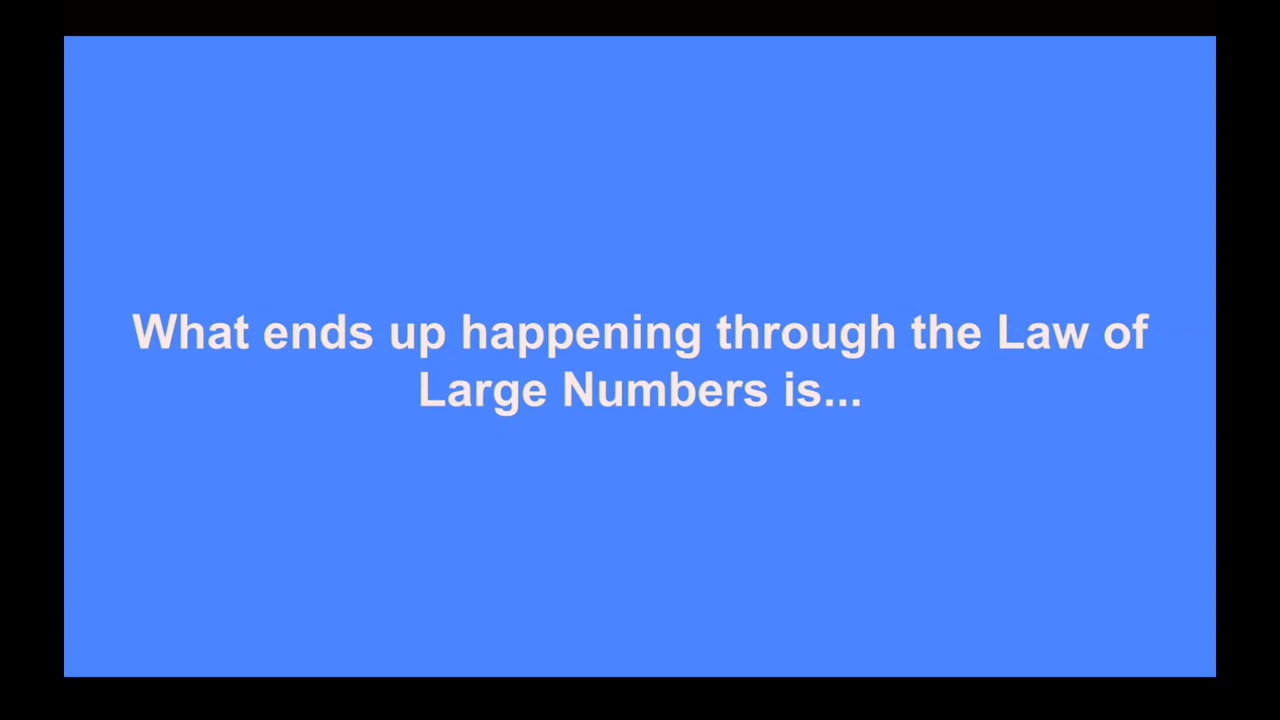 What ends up happening through the Law of
Large Numbers is...